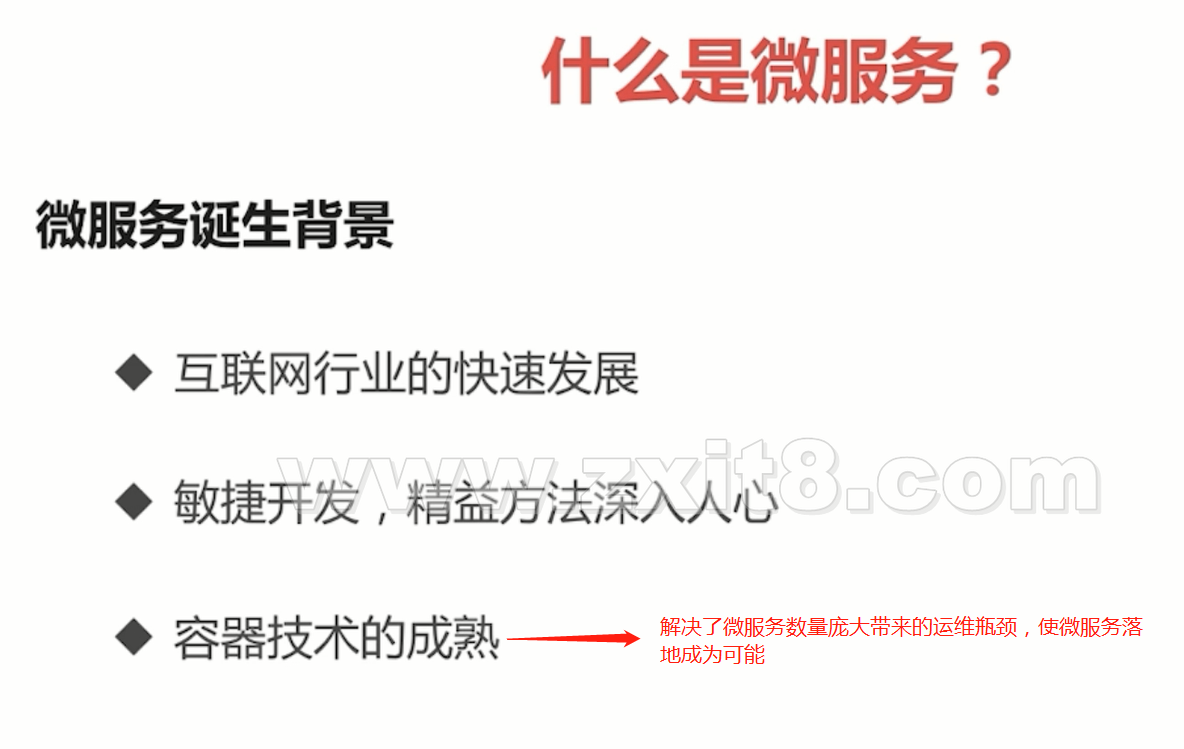 什么是微服务？
微服务诞生背景
◆ 互联网行业的快速发展
www.zxit8.com
◆ 敏捷开发，精益方法深入人心
◆ 容器技术的成熟
解决了微服务数量庞大带来的运维瓶颈，使微服务落
地成为可能